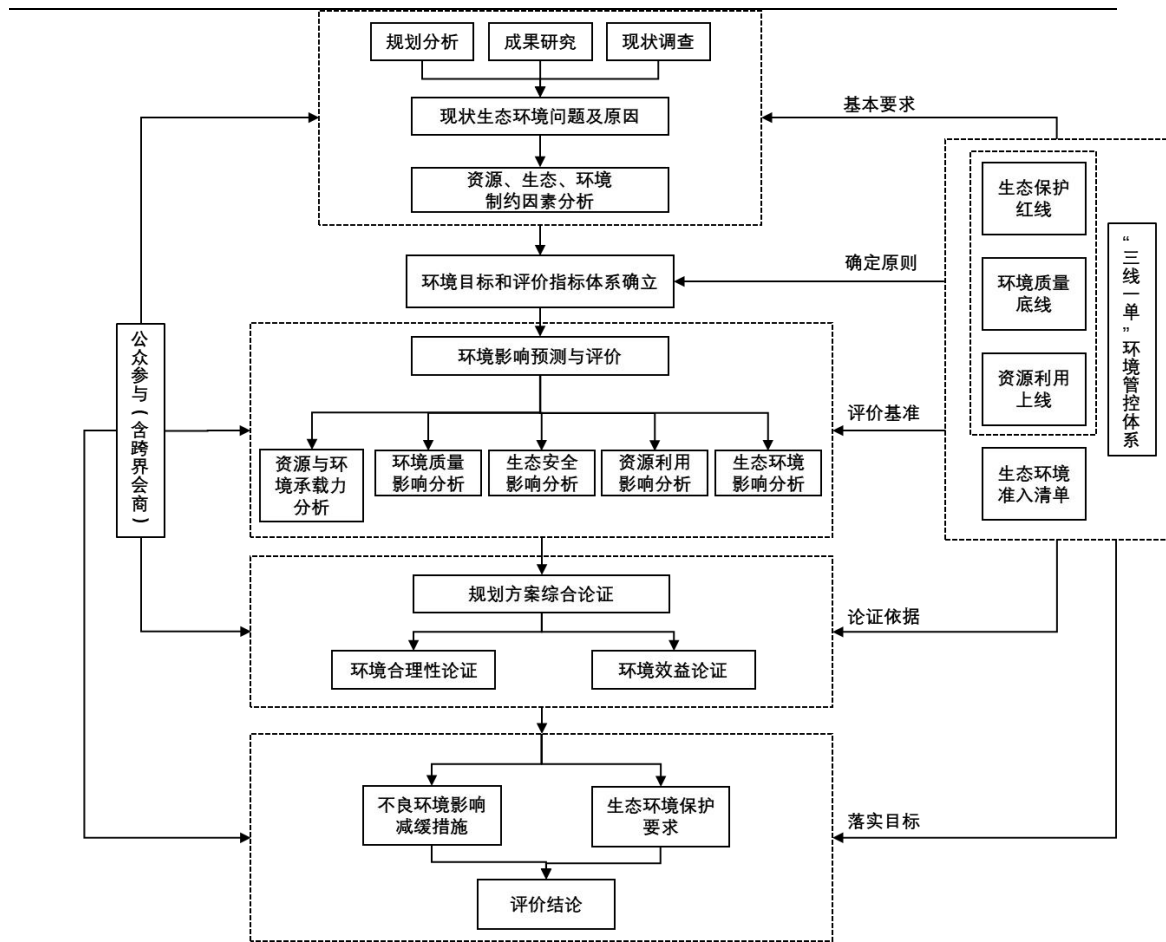 规划分析
成果研究
现状调查
现状生态环境问题及原因
资源、生态、环境
制约因素分析
基本要求
生态保护
红线
环境质量
底线
资源利用
上线
生态环境
准入清单
“三线一单”环境管控体系
确定原则
环境目标和评价指标体系确立
公众参与(含跨界会商)
环境影响预测与评价
评价基准
资源与环
境承载力
分析
环境质量
影响分析
生态安全
影响分析
资源利用
影响分析
生态环境
影响分析
规划方案综合论证
论证依据
环境合理性论证
环境效益论证
不良环境影响
减缓措施
生态环境保护
要求
落实目标
评价结论